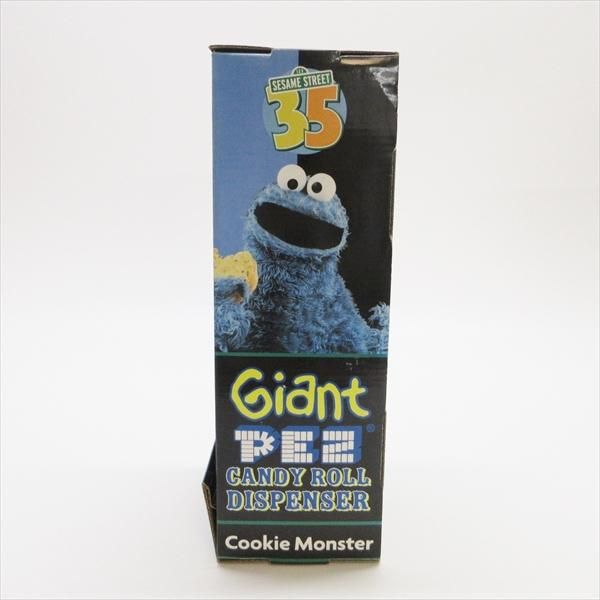 SESAME STREET
35
Giant
PEZ®
CANDY ROLL
DISPENSER
Cookie Monster